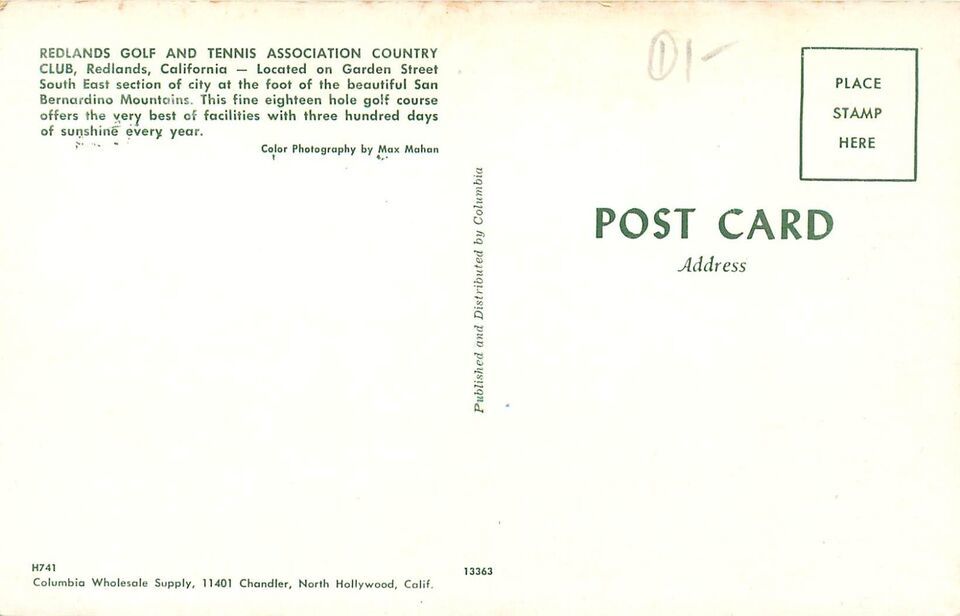 REDLANDS GOLF AND TENNIS ASSOCIATION COUNTRY
CLUB, Redlands, California — Located on Garden Street
South East section of city at the foot of the beautiful San
Bernardino Mountains. This fine eighteen hole golf course
offers the very best of facilities with three hundred days
of sunshine every year.
Color Photography by Max Mahan
Published and Distributed by Columbia
PLACE
STAMP
HERE
POST CARD
Address
H741
Columbia Wholesale Supply, 11401 Chandler, North Hollywood, Calif.
13363